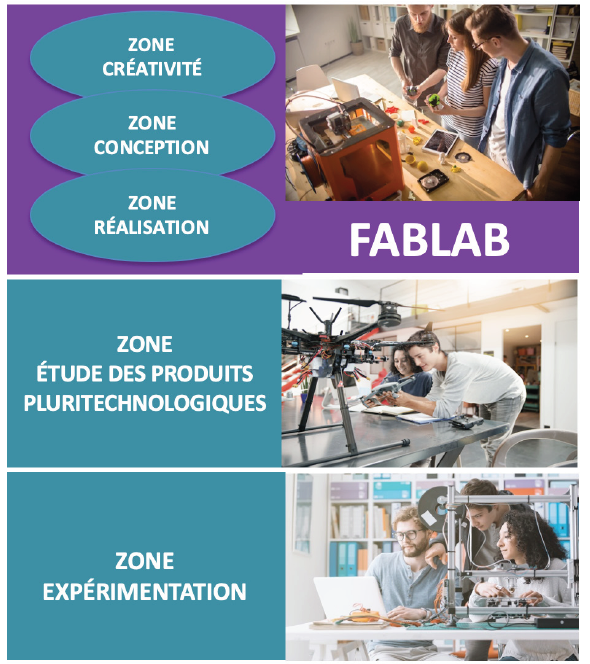 ZONE
CRÉATIVITÉ
ZONE
CONCEPTION
ZONE
RÉALISATION
FABLAB
ZONE
ÉTUDE DES PRODUITS
PLURITECHNOLOGIQUES
ZONE
EXPÉRIMENTATION